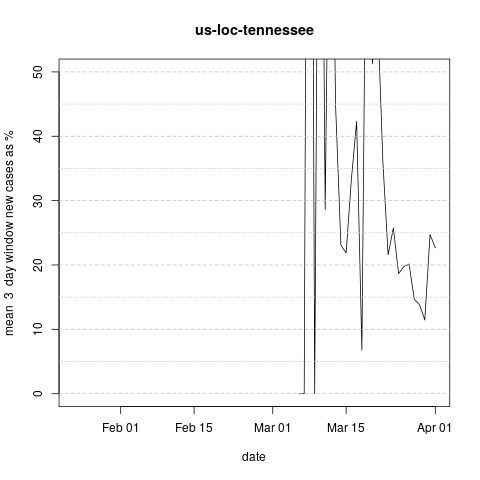 us-loc-tennessee
mean 3 day window new cases as %
50
40
30
20
10
0
Feb 01 Feb 15 Mar 01 Mar 15 Apr 01
date